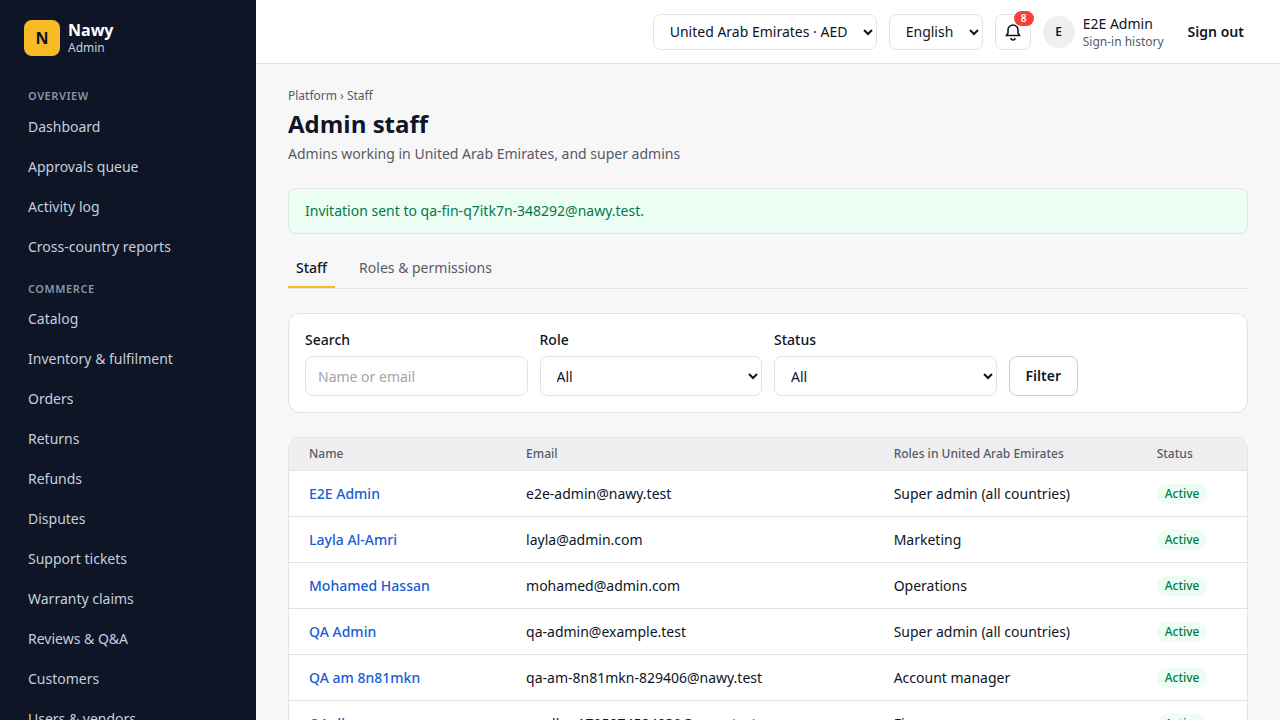 N
Nawy
Admin
OVERVIEW
Dashboard
Approvals queue
Activity log
Cross-country reports
COMMERCE
Catalog
Inventory & fulfilment
Orders
Returns
Refunds
Disputes
Support tickets
Warranty claims
Reviews & Q&A
Customers
Users & vendors
United Arab Emirates · AED
English
8
E
E2E Admin
Sign-in history
Sign out
Platform › Staff
Admin staff
Admins working in United Arab Emirates, and super admins
Invitation sent to qa-fin-q7itk7n-348292@nawy.test.
Staff Roles & permissions
Search Role Status
Name or email All All Filter
Name Email Roles in United Arab Emirates Status
E2E Admin e2e-admin@nawy.test Super admin (all countries) Active
Layla Al-Amri layla@admin.com Marketing Active
Mohamed Hassan mohamed@admin.com Operations Active
QA Admin qa-admin@example.test Super admin (all countries) Active
QA am 8n81mkn qa-am-8n81mkn-829406@nawy.test Account manager Active